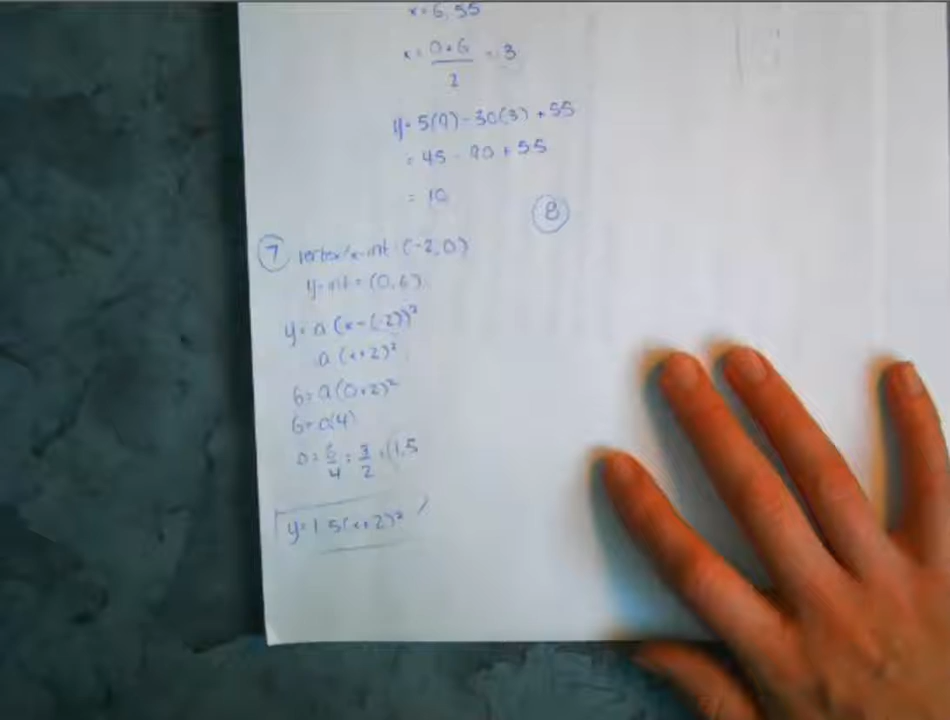 x = 6, 55
x = 0+6/2 = 3
y = 5(9) - 30(3) + 55
= 45 - 90 + 55
= 10
8
7 vertex/x-int: (-2,0)
y-int = (0,6)
y = a (x-(-2))²
a (x+2)²
6 = a(0+2)²
6 = a(4)
a = 6/4 = 3/2 = 1.5
y = 1.5(x+2)²